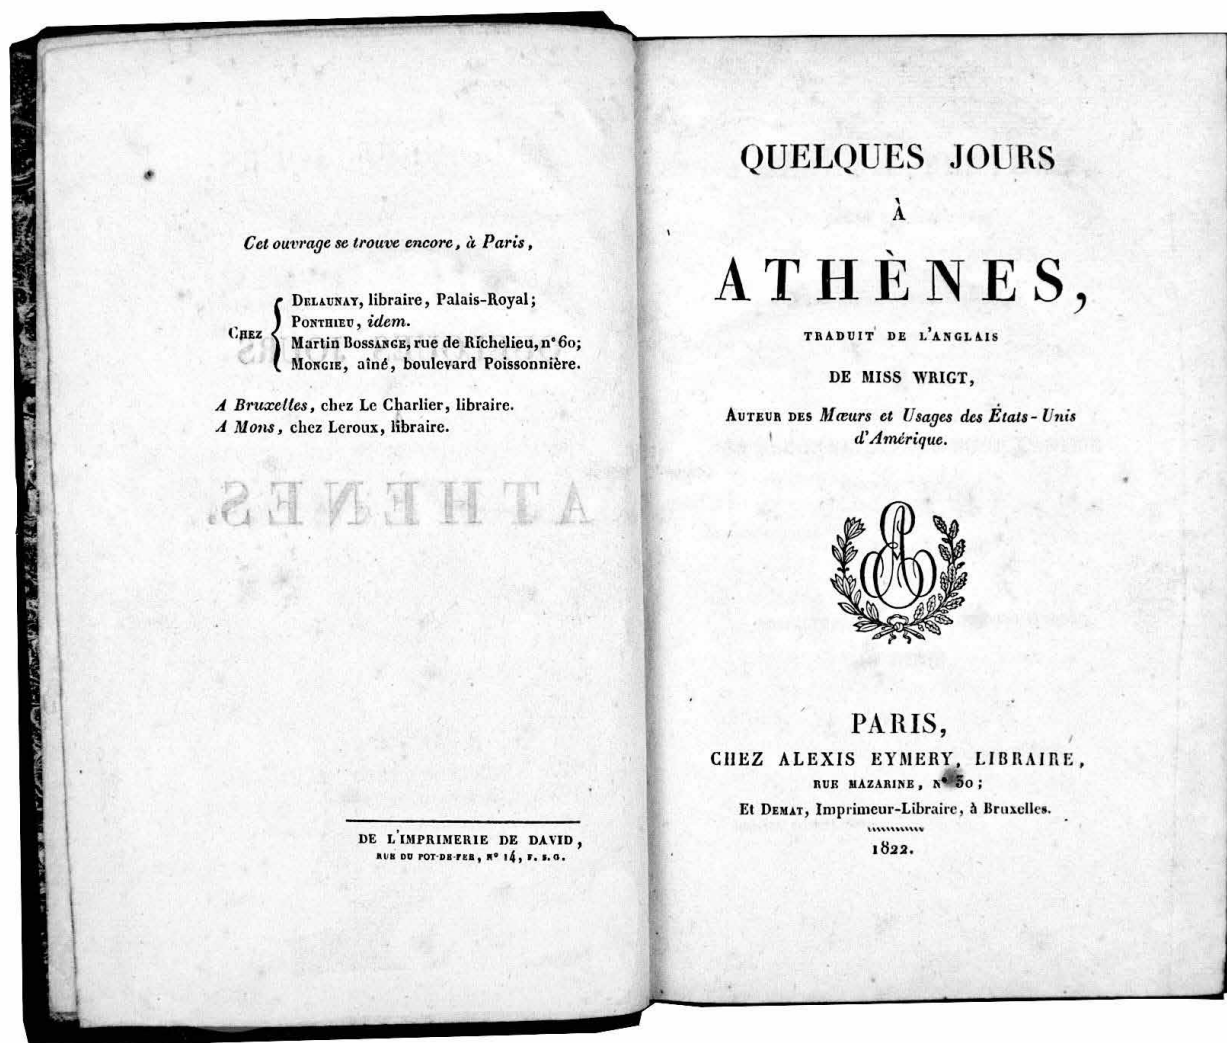 Cet ouvrage se trouve encore, à Paris,
CHEZ
DELAUNAY, libraire, Palais-Royal;
PONTHIEU, idem.
Martin BOSSANGE, rue de Richelieu, n° 60;
MONGIE, aîné, boulevard Poissonnière.
A Bruxelles, chez Le Charlier, libraire.
A Mons, chez Leroux, libraire.
DE L'IMPRIMERIE DE DAVID,
RUE DU POT-DE-FER, N° 14, F. S. G.
QUELQUES JOURS
À
ATHÈNES,
TRADUIT DE L'ANGLAIS
DE MISS WRIGT,
AUTEUR DES Mœurs et Usages des États-Unis
d'Amérique.
PARIS,
CHEZ ALEXIS EYMERY, LIBRAIRE,
RUE MAZARINE, N° 30;
Et DEMAT, Imprimeur-Libraire, à Bruxelles.
1822.